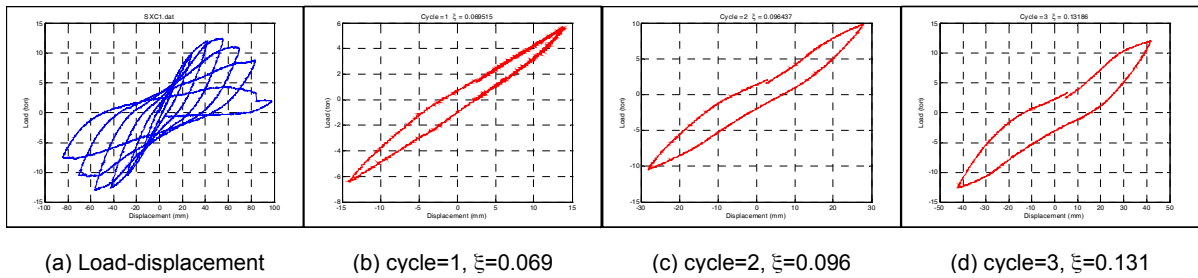 SXC1.dat
15
10
5
0
-5
-10
-15
Load (ton)
-100 -80 -60 -40 -20 0 20 40 60 80 100
Displacement (mm)
Cycle=1 ξ = 0.069515
6
4
2
0
-2
-4
-6
-8
Load (ton)
-15 -10 -5 0 5 10 15
Displacement (mm)
Cycle=2 ξ = 0.096437
10
5
0
-5
-10
-15
Load (ton)
-30 -20 -10 0 10 20 30
Displacement (mm)
Cycle=3 ξ = 0.13186
15
10
5
0
-5
-10
-15
Load (ton)
-50 -40 -30 -20 -10 0 10 20 30 40 50
Displacement (mm)
(a) Load-displacement
(b) cycle=1, ξ=0.069
(c) cycle=2, ξ=0.096
(d) cycle=3, ξ=0.131